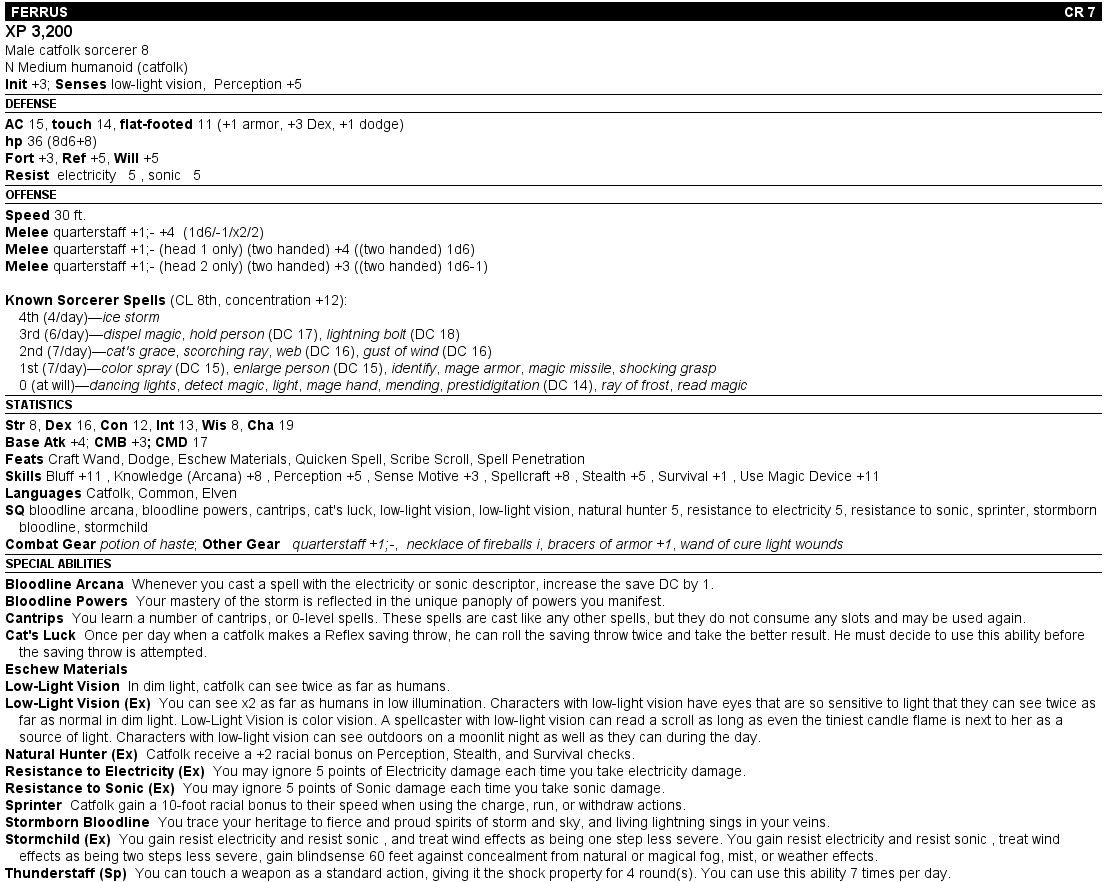 FERRUS CR 7
XP 3,200
Male catfolk sorcerer 8
N Medium humanoid (catfolk)
Init +3; Senses low-light vision, Perception +5
DEFENSE
AC 15, touch 14, flat-footed 11 (+1 armor, +3 Dex, +1 dodge)
hp 36 (8d6+8)
Fort +3, Ref +5, Will +5
Resist electricity 5 , sonic 5
OFFENSE
Speed 30 ft.
Melee quarterstaff +1;- +4 (1d6/-1/x2/2)
Melee quarterstaff +1;- (head 1 only) (two handed) +4 ((two handed) 1d6)
Melee quarterstaff +1;- (head 2 only) (two handed) +3 ((two handed) 1d6-1)
Known Sorcerer Spells (CL 8th, concentration +12):
4th (4/day)—ice storm
3rd (6/day)—dispel magic, hold person (DC 17), lightning bolt (DC 18)
2nd (7/day)—cat's grace, scorching ray, web (DC 16), gust of wind (DC 16)
1st (7/day)—color spray (DC 15), enlarge person (DC 15), identify, mage armor, magic missile, shocking grasp
0 (at will)—dancing lights, detect magic, light, mage hand, mending, prestidigitation (DC 14), ray of frost, read magic
STATISTICS
Str 8, Dex 16, Con 12, Int 13, Wis 8, Cha 19
Base Atk +4; CMB +3; CMD 17
Feats Craft Wand, Dodge, Eschew Materials, Quicken Spell, Scribe Scroll, Spell Penetration
Skills Bluff +11 , Knowledge (Arcana) +8 , Perception +5 , Sense Motive +3 , Spellcraft +8 , Stealth +5 , Survival +1 , Use Magic Device +11
Languages Catfolk, Common, Elven
SQ bloodline arcana, bloodline powers, cantrips, cat's luck, low-light vision, low-light vision, natural hunter 5, resistance to electricity 5, resistance to sonic, sprinter, stormborn
bloodline, stormchild
Combat Gear potion of haste; Other Gear quarterstaff +1;-, necklace of fireballs i, bracers of armor +1, wand of cure light wounds
SPECIAL ABILITIES
Bloodline Arcana Whenever you cast a spell with the electricity or sonic descriptor, increase the save DC by 1.
Bloodline Powers Your mastery of the storm is reflected in the unique panoply of powers you manifest.
Cantrips You learn a number of cantrips, or 0-level spells. These spells are cast like any other spells, but they do not consume any slots and may be used again.
Cat's Luck Once per day when a catfolk makes a Reflex saving throw, he can roll the saving throw twice and take the better result. He must decide to use this ability before
the saving throw is attempted.
Eschew Materials
Low-Light Vision In dim light, catfolk can see twice as far as humans.
Low-Light Vision (Ex) You can see x2 as far as humans in low illumination. Characters with low-light vision have eyes that are so sensitive to light that they can see twice as
far as normal in dim light. Low-Light Vision is color vision. A spellcaster with low-light vision can read a scroll as long as even the tiniest candle flame is next to her as a
source of light. Characters with low-light vision can see outdoors on a moonlit night as well as they can during the day.
Natural Hunter (Ex) Catfolk receive a +2 racial bonus on Perception, Stealth, and Survival checks.
Resistance to Electricity (Ex) You may ignore 5 points of Electricity damage each time you take electricity damage.
Resistance to Sonic (Ex) You may ignore 5 points of Sonic damage each time you take sonic damage.
Sprinter Catfolk gain a 10-foot racial bonus to their speed when using the charge, run, or withdraw actions.
Stormborn Bloodline You trace your heritage to fierce and proud spirits of storm and sky, and living lightning sings in your veins.
Stormchild (Ex) You gain resist electricity and resist sonic , and treat wind effects as being one step less severe. You gain resist electricity and resist sonic , treat wind
effects as being two steps less severe, gain blindsense 60 feet against concealment from natural or magical fog, mist, or weather effects.
Thunderstaff (Sp) You can touch a weapon as a standard action, giving it the shock property for 4 round(s). You can use this ability 7 times per day.